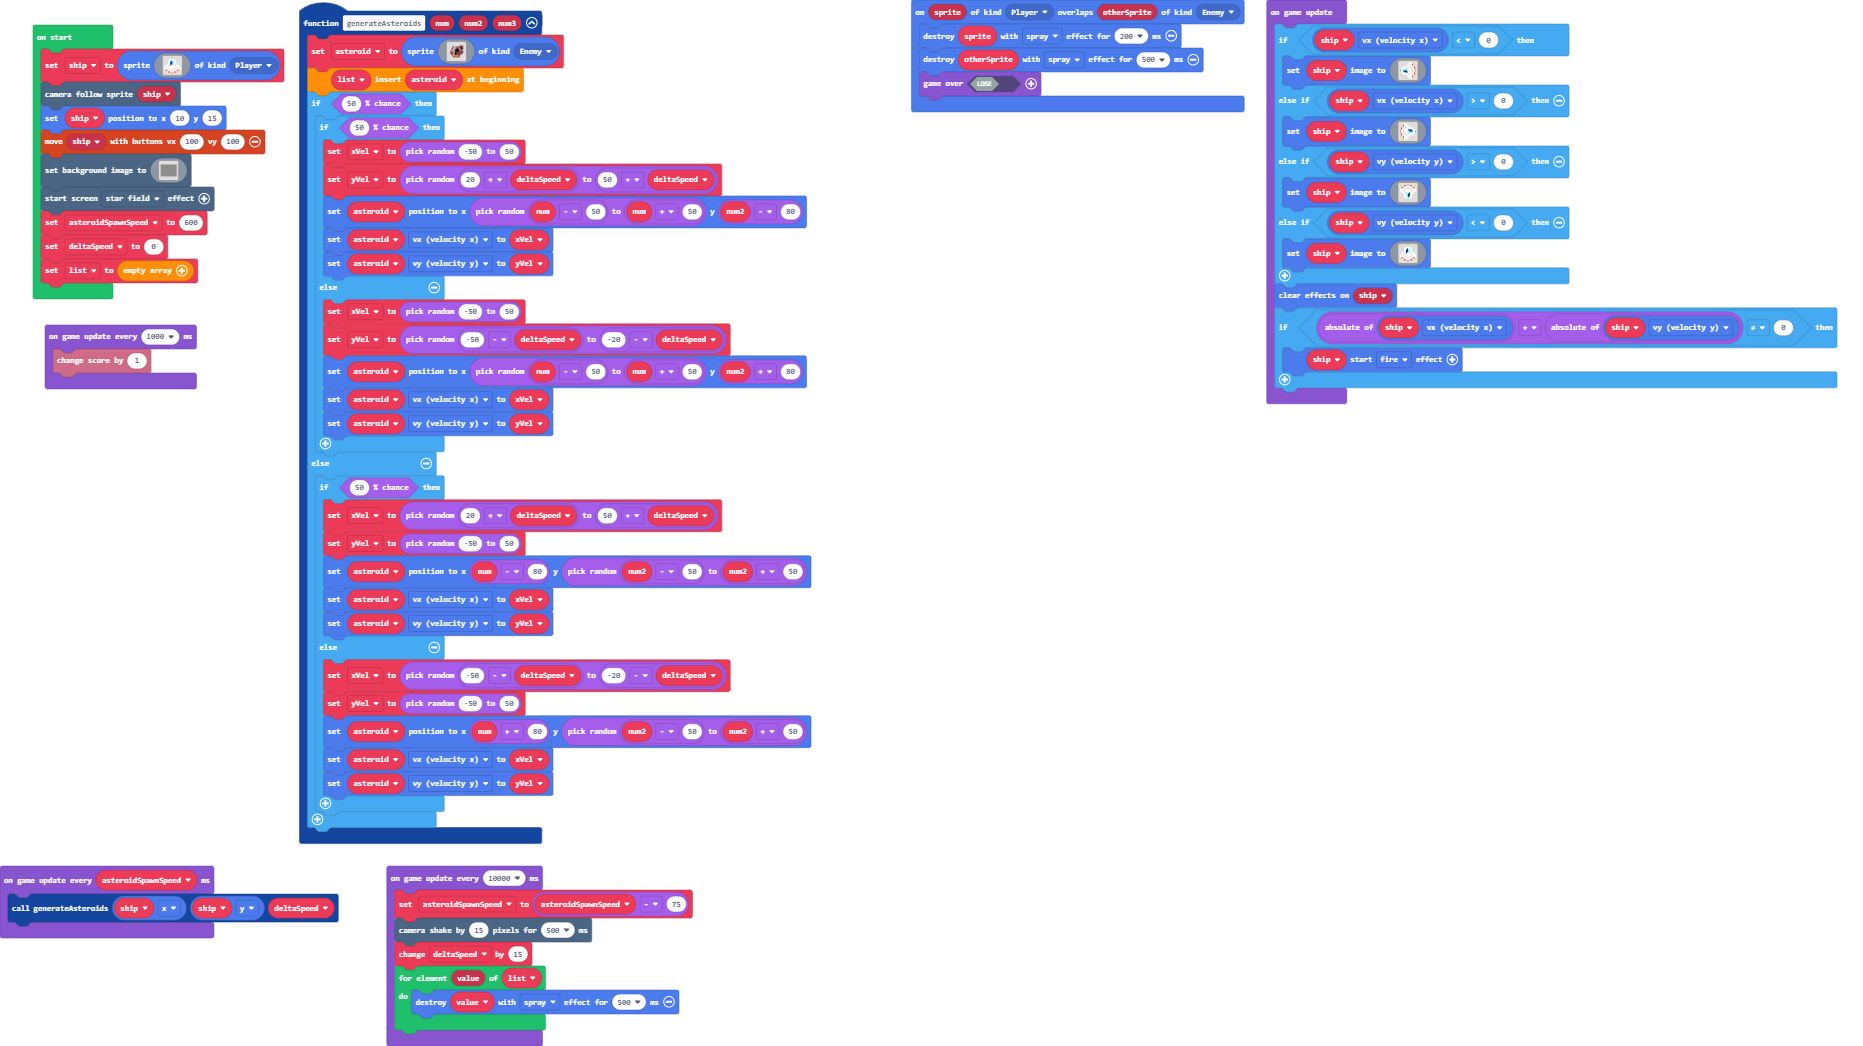 on start
set ship to sprite of kind Player
camera follow sprite ship
set ship position to x 10 y 15
move ship with buttons vx 100 vy 100
set background image to
start screen star field effect
set asteroidSpawnSpeed to 600
set deltaSpeed to 0
set list to empty array
on game update every 1000 ms
change score by 1
function generateAsteroids num num2 num3
set asteroid to sprite of kind Enemy
list insert asteroid at beginning
if 50 % chance then
if 50 % chance then
set xVel to pick random -50 to 50
set yVel to pick random 20 + deltaSpeed to 50 + deltaSpeed
set asteroid position to x pick random num - 50 to num + 50 y num2 - 80
set asteroid vx (velocity x) to xVel
set asteroid vy (velocity y) to yVel
else
set xVel to pick random -50 to 50
set yVel to pick random -50 - deltaSpeed to -20 - deltaSpeed
set asteroid position to x pick random num - 50 to num + 50 y num2 + 80
set asteroid vx (velocity x) to xVel
set asteroid vy (velocity y) to yVel
else
if 50 % chance then
set xVel to pick random 20 + deltaSpeed to 50 + deltaSpeed
set yVel to pick random -50 to 50
set asteroid position to x num - 80 y pick random num2 - 50 to num2 + 50
set asteroid vx (velocity x) to xVel
set asteroid vy (velocity y) to yVel
else
set xVel to pick random -50 - deltaSpeed to -20 - deltaSpeed
set yVel to pick random -50 to 50
set asteroid position to x num + 80 y pick random num2 - 50 to num2 + 50
set asteroid vx (velocity x) to xVel
set asteroid vy (velocity y) to yVel
on sprite of kind Player overlaps otherSprite of kind Enemy
destroy sprite with spray effect for 200 ms
destroy otherSprite with spray effect for 500 ms
game over LOSE
on game update
if ship vx (velocity x) < 0 then
set ship image to
else if ship vx (velocity x) > 0 then
set ship image to
else if ship vy (velocity y) > 0 then
set ship image to
else if ship vy (velocity y) < 0 then
set ship image to
clear effects on ship
if absolute of ship vx (velocity x) + absolute of ship vy (velocity y) ≠ 0 then
ship start fire effect
on game update every asteroidSpawnSpeed ms
call generateAsteroids ship x ship y deltaSpeed
on game update every 10000 ms
set asteroidSpawnSpeed to asteroidSpawnSpeed - 75
camera shake by 15 pixels for 500 ms
change deltaSpeed by 15
for element value of list
do destroy value with spray effect for 500 ms